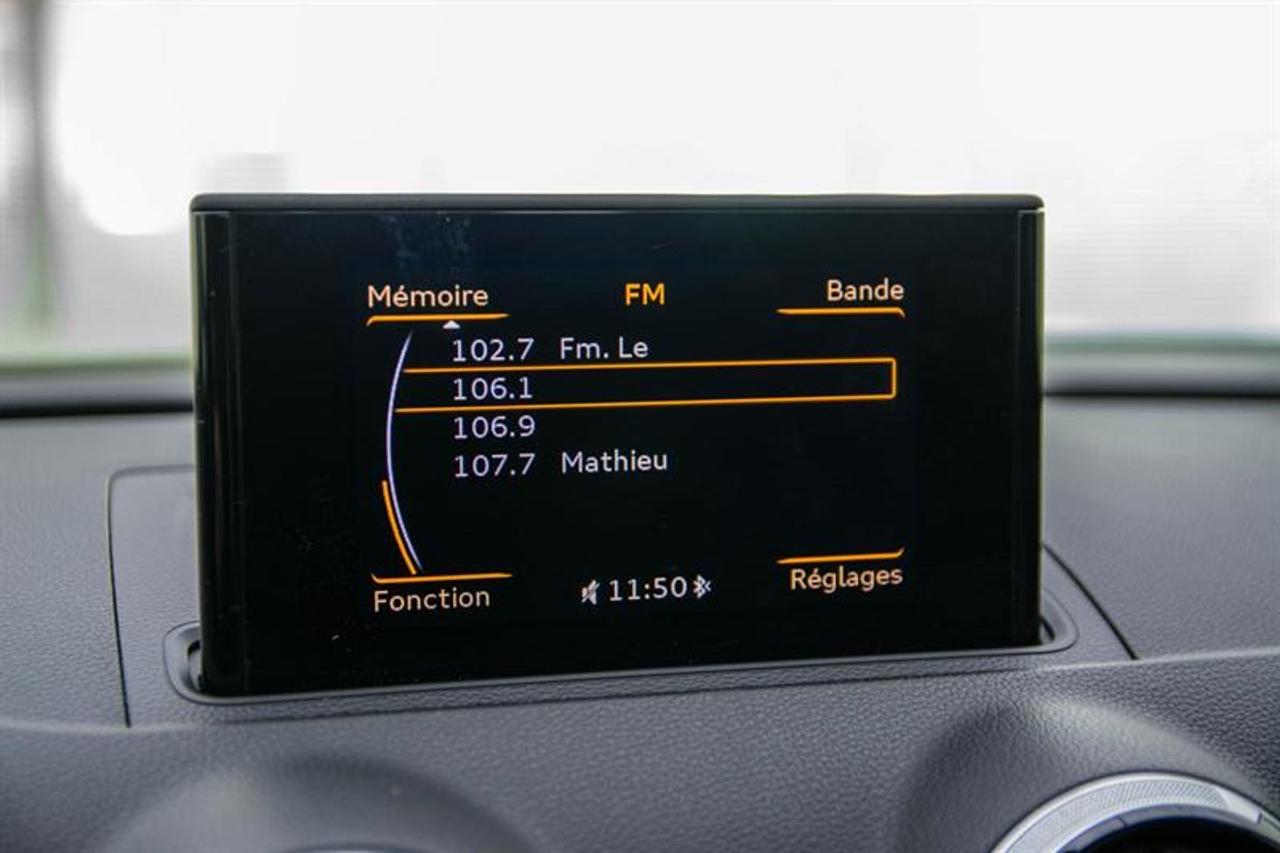 Mémoire FM Bande
102.7 Fm. Le
106.1
106.9
107.7 Mathieu
Fonction 11:50 Réglages